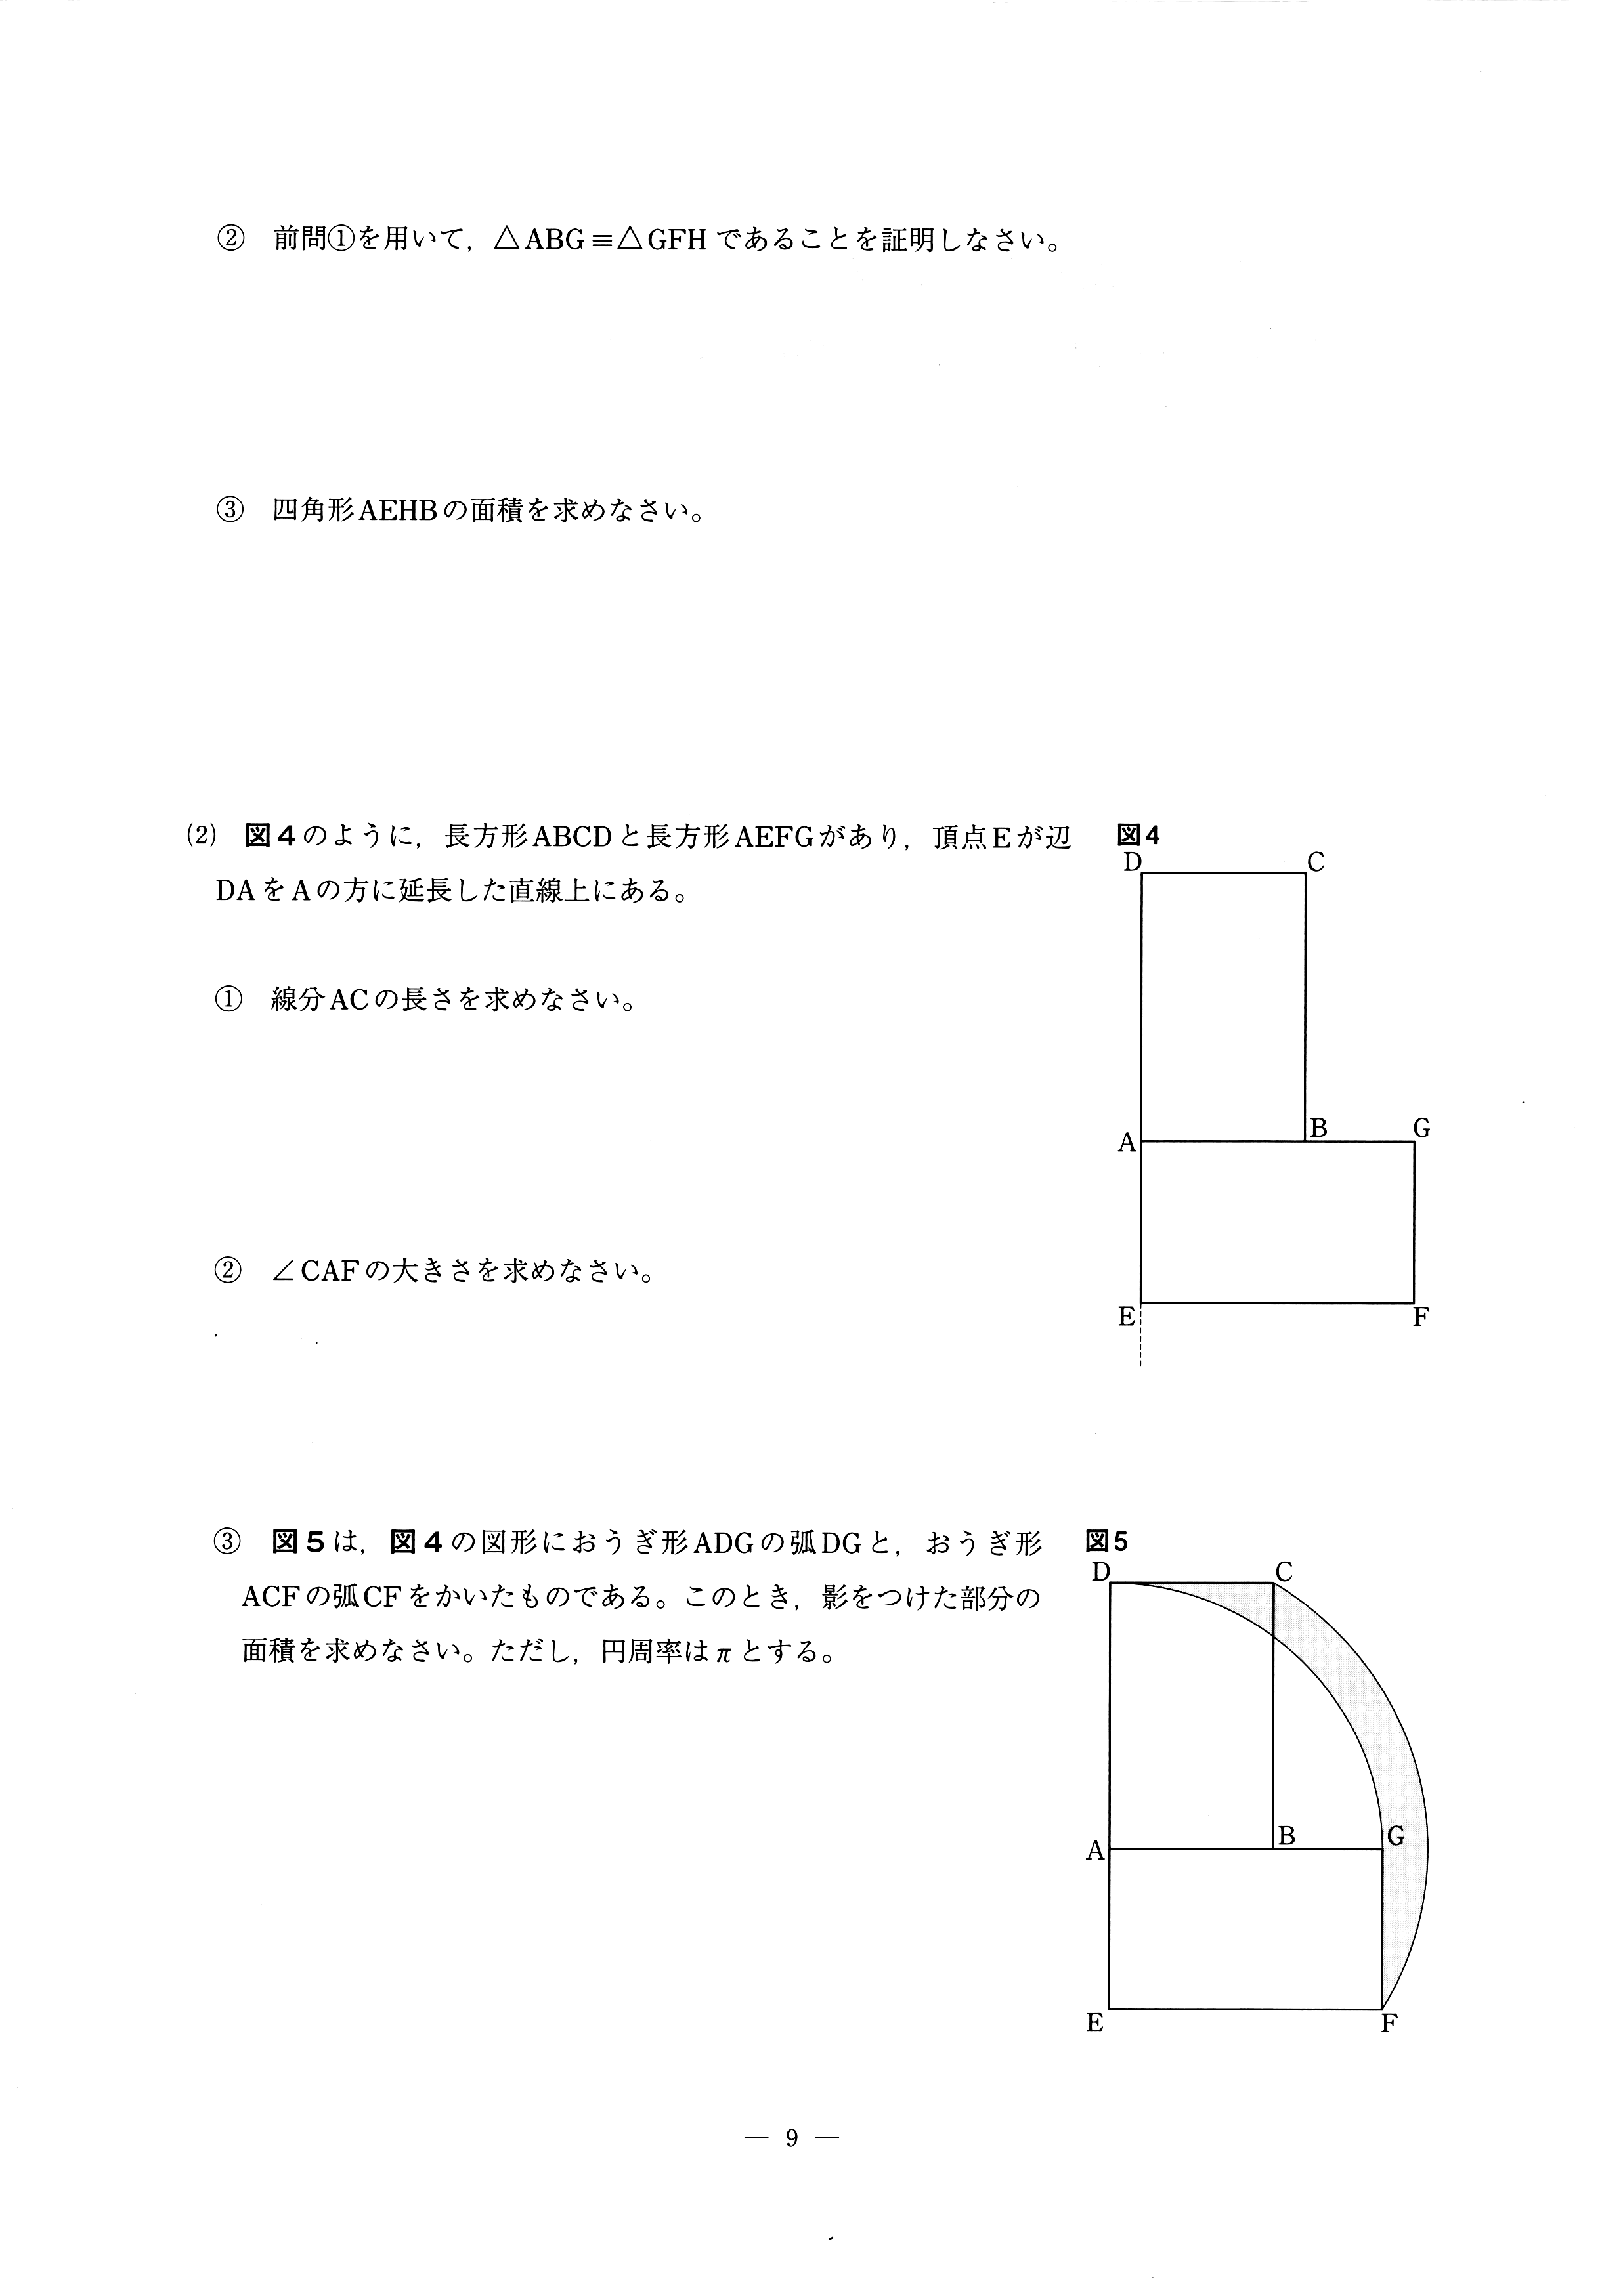 ② 前問①を用いて，△ABG≡△GFHであることを証明しなさい。
③ 四角形AEHBの面積を求めなさい。
(2) 図4のように，長方形ABCDと長方形AEFGがあり，頂点Eが辺
DAをAの方に延長した直線上にある。
図4
D C
① 線分ACの長さを求めなさい。
A B G
② ∠CAFの大きさを求めなさい。
E F
③ 図5は，図4の図形におうぎ形ADGの弧DGと，おうぎ形
ACFの弧CFをかいたものである。このとき，影をつけた部分の
面積を求めなさい。ただし，円周率はπとする。
図5
D C
A B G
E F
— 9 —